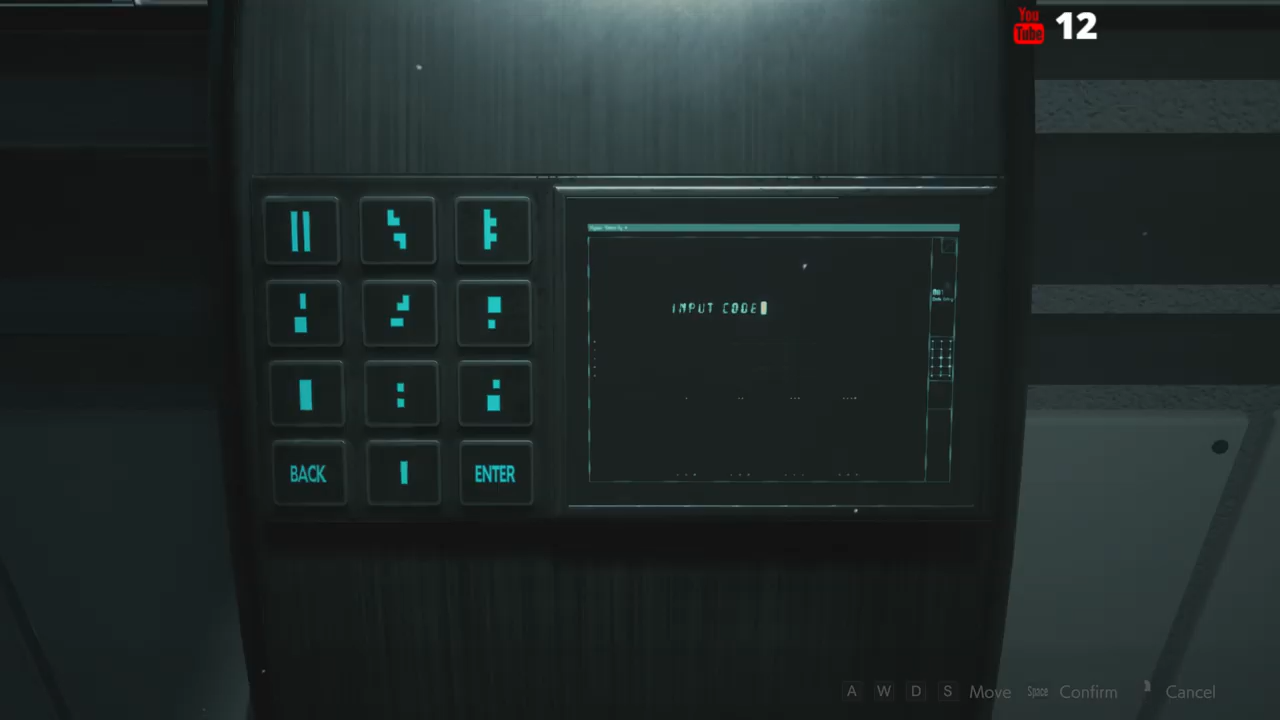 You
Tube 12
INPUT CODE
BACK
ENTER
A W D S Move Space Confirm Cancel